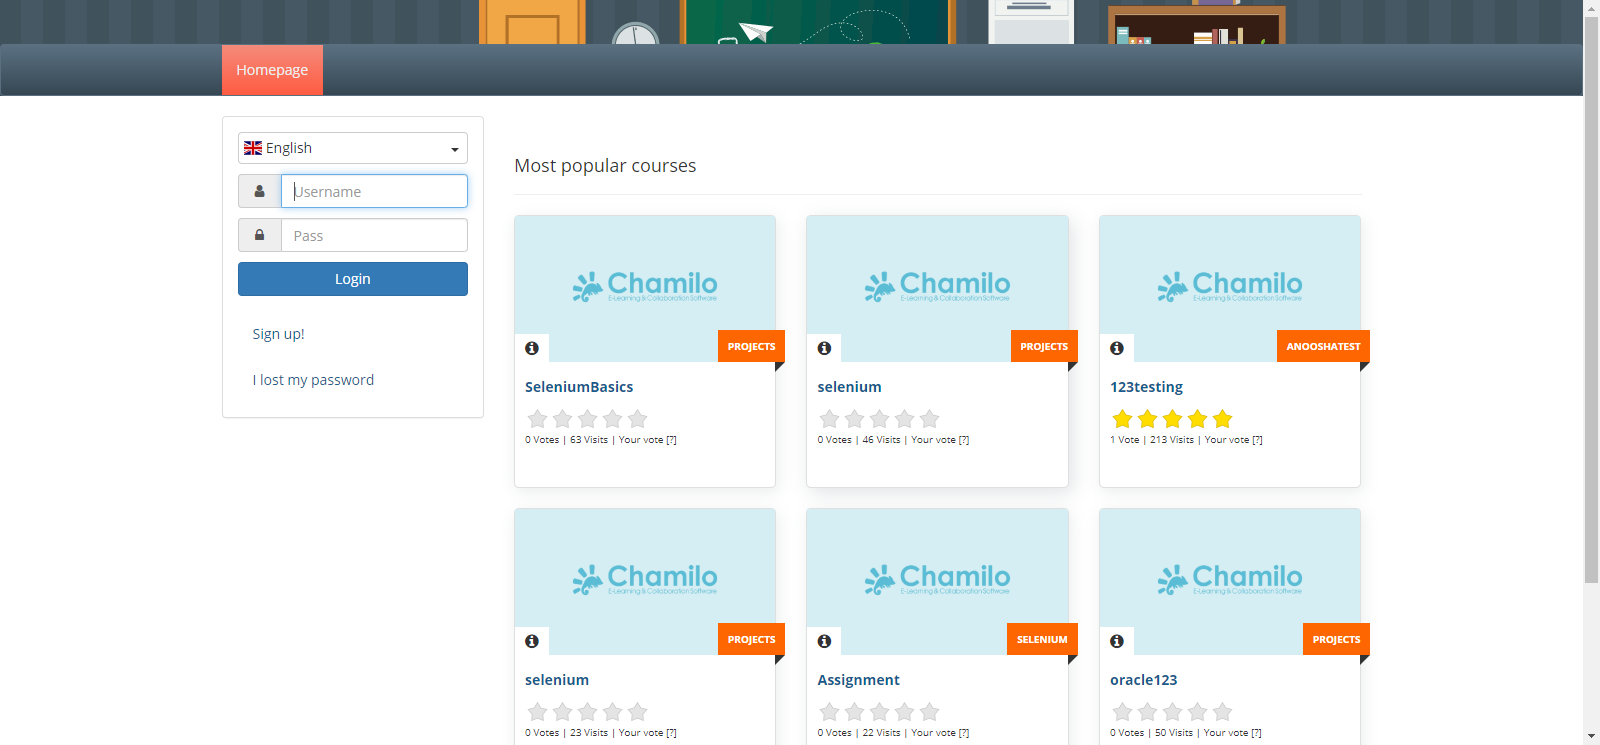 Homepage
English
Username
Pass
Login
Sign up!
I lost my password
Most popular courses
Chamilo
E-Learning & Collaboration Software
PROJECTS
SeleniumBasics
0 Votes | 63 Visits | Your vote [?]
Chamilo
E-Learning & Collaboration Software
PROJECTS
selenium
0 Votes | 46 Visits | Your vote [?]
Chamilo
E-Learning & Collaboration Software
ANOOSHATEST
123testing
1 Vote | 213 Visits | Your vote [?]
Chamilo
E-Learning & Collaboration Software
PROJECTS
selenium
0 Votes | 23 Visits | Your vote [?]
Chamilo
E-Learning & Collaboration Software
SELENIUM
Assignment
0 Votes | 22 Visits | Your vote [?]
Chamilo
E-Learning & Collaboration Software
PROJECTS
oracle123
0 Votes | 50 Visits | Your vote [?]